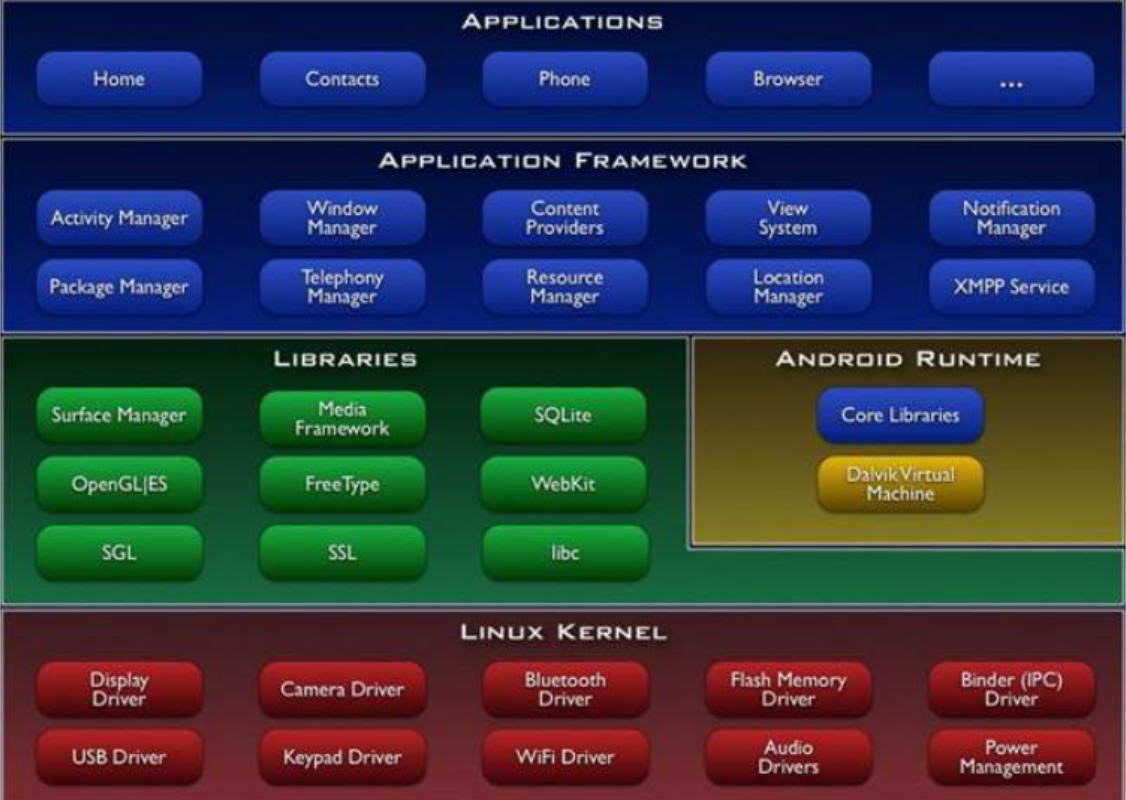 APPLICATIONS
Home
Contacts
Phone
Browser
...
APPLICATION FRAMEWORK
Activity Manager
Window
Manager
Content
Providers
View
System
Notification
Manager
Package Manager
Telephony
Manager
Resource
Manager
Location
Manager
XMPP Service
LIBRARIES
Surface Manager
Media
Framework
SQLite
OpenGL|ES
FreeType
WebKit
SGL
SSL
libc
ANDROID RUNTIME
Core Libraries
Dalvik Virtual
Machine
LINUX KERNEL
Display
Driver
Camera Driver
Bluetooth
Driver
Flash Memory
Driver
Binder (IPC)
Driver
USB Driver
Keypad Driver
WiFi Driver
Audio
Drivers
Power
Management